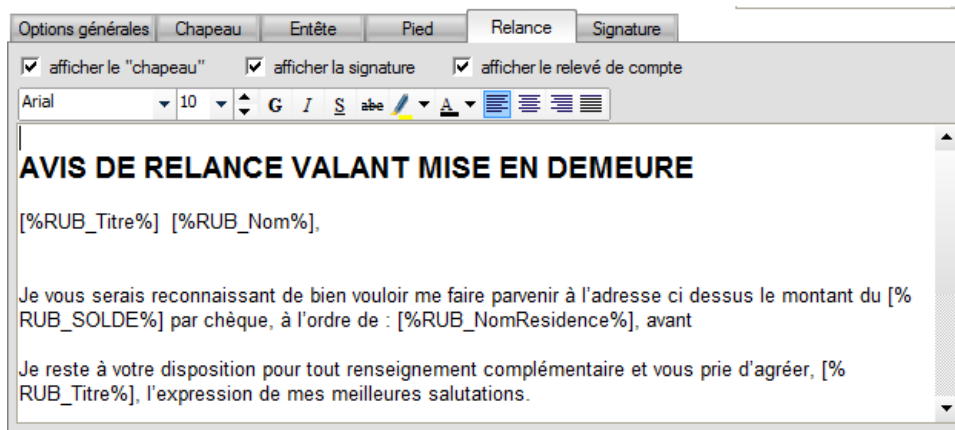 Options générales Chapeau Entête Pied Relance Signature
afficher le "chapeau" afficher la signature afficher le relevé de compte
Arial 10 G I S abe A
AVIS DE RELANCE VALANT MISE EN DEMEURE
[%RUB_Titre%] [%RUB_Nom%],
Je vous serais reconnaissant de bien vouloir me faire parvenir à l'adresse ci dessus le montant du [%
RUB_SOLDE%] par chèque, à l'ordre de : [%RUB_NomResidence%], avant
Je reste à votre disposition pour tout renseignement complémentaire et vous prie d'agréer, [%
RUB_Titre%], l'expression de mes meilleures salutations.